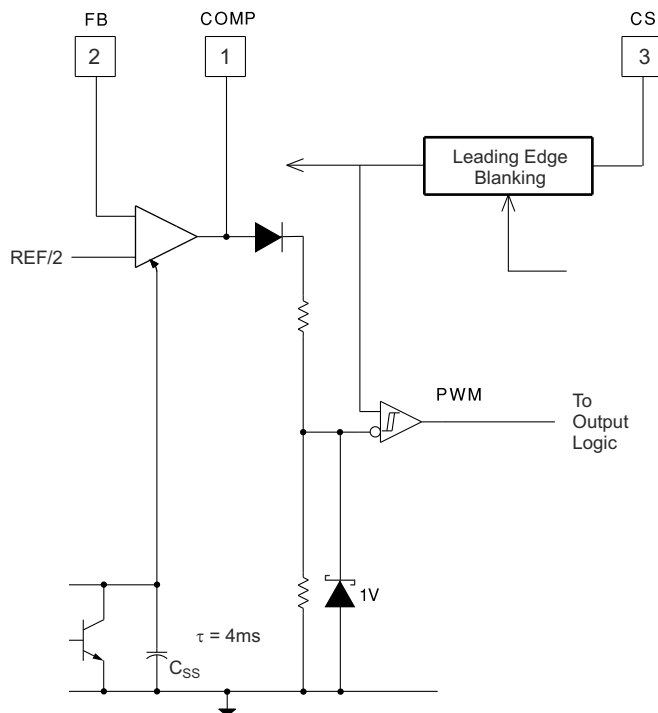 FB
COMP
CS
2
1
3
Leading Edge
Blanking
REF/2
PWM
To
Output
Logic
1V
τ = 4ms
CSS